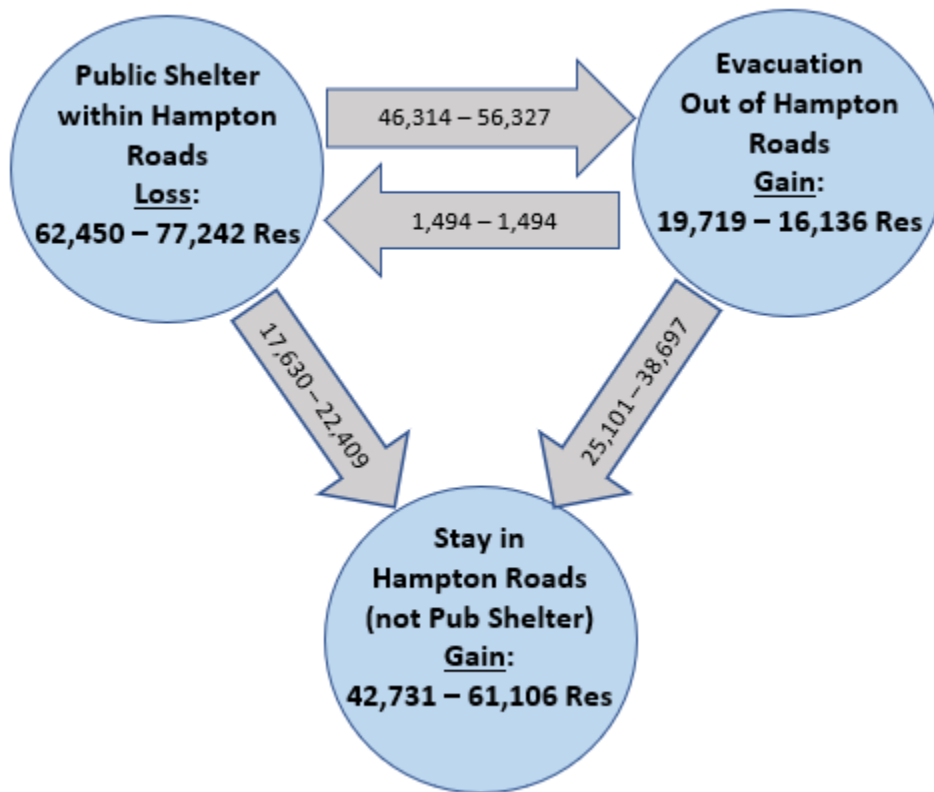 Public Shelter
within Hampton
Roads
Loss:
62,450 – 77,242 Res
46,314 – 56,327
1,494 – 1,494
Evacuation
Out of Hampton
Roads
Gain:
19,719 – 16,136 Res
17,630 – 22,409
25,101 – 38,697
Stay in
Hampton Roads
(not Pub Shelter)
Gain:
42,731 – 61,106 Res